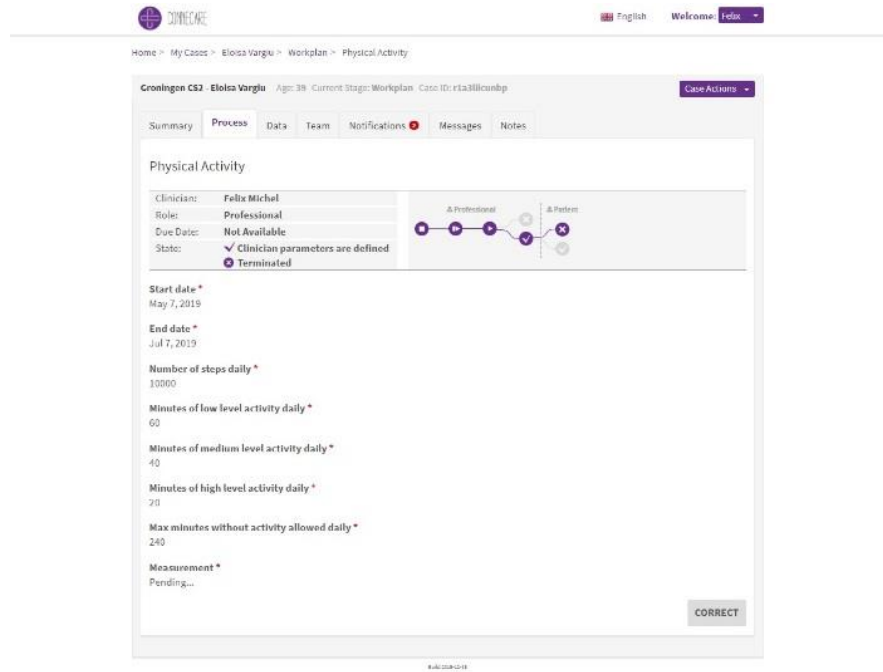 CONNECARE
English Welcome: Felix
Home > My Cases > Eloisa Vargiu > Workplan > Physical Activity
Groningen CS2 - Eloisa Vargiu Age: 39 Current Stage: Workplan Case ID: Case Actions
Summary Process Data Team Notifications Messages Notes
Physical Activity
Clinician: Felix Michel
Role: Professional
Due Date: Not Available
State: Clinician parameters are defined
Terminated
Professional Patient
Start date *
May 7, 2019
End date *
Jul 7, 2019
Number of steps daily *
10000
Minutes of low level activity daily *
60
Minutes of medium level activity daily *
40
Minutes of high level activity daily *
20
Max minutes without activity allowed daily *
240
Measurement *
Pending...
CORRECT